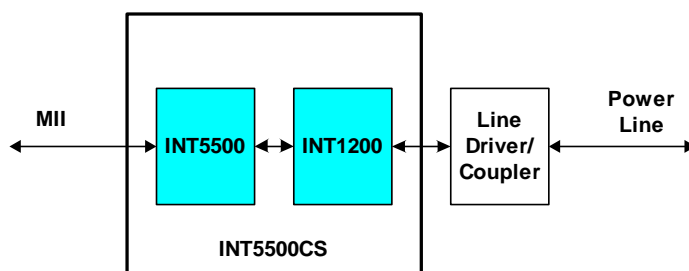 MII
INT5500
INT1200
Line
Driver/
Coupler
Power
Line
INT5500CS